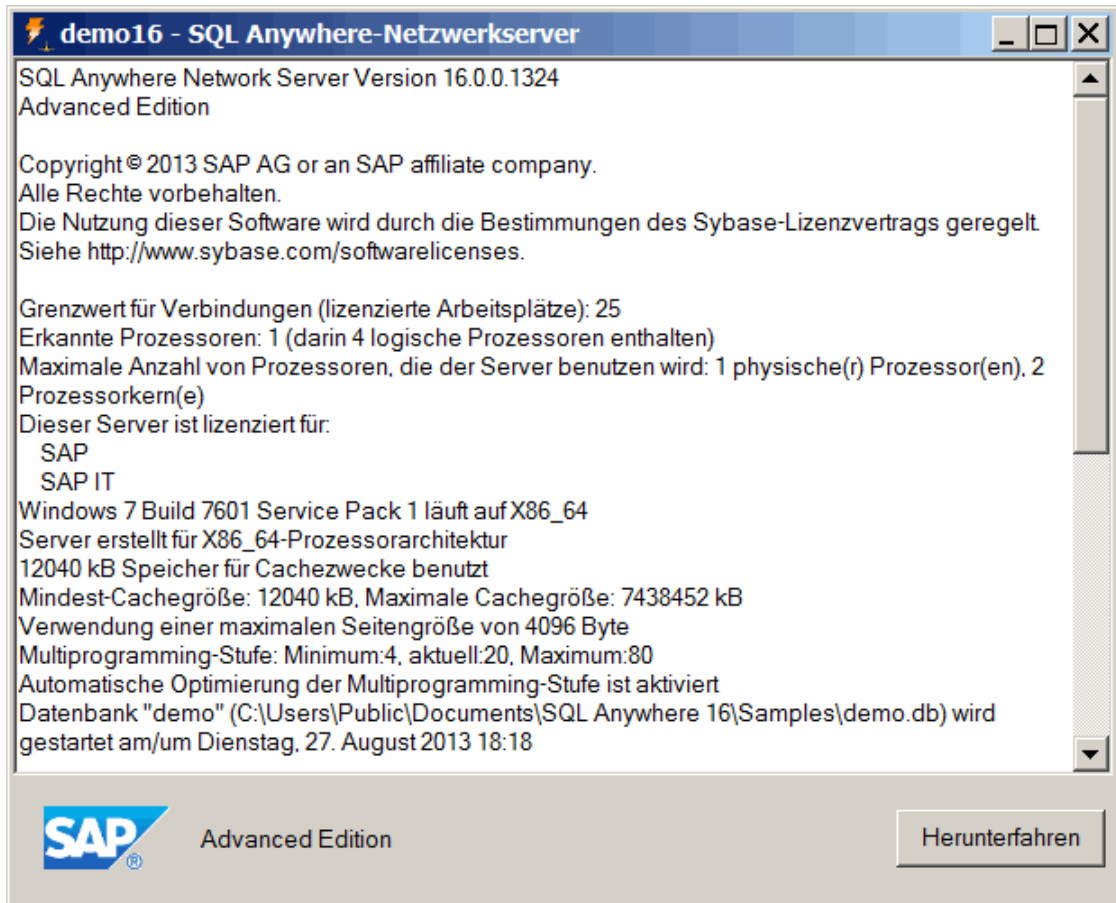 demo16 - SQL Anywhere-Netzwerkserver
SQL Anywhere Network Server Version 16.0.0.1324
Advanced Edition
Copyright © 2013 SAP AG or an SAP affiliate company.
Alle Rechte vorbehalten.
Die Nutzung dieser Software wird durch die Bestimmungen des Sybase-Lizenzvertrags geregelt.
Siehe http://www.sybase.com/softwarelicenses.
Grenzwert für Verbindungen (lizenzierte Arbeitsplätze): 25
Erkannte Prozessoren: 1 (darin 4 logische Prozessoren enthalten)
Maximale Anzahl von Prozessoren, die der Server benutzen wird: 1 physische(r) Prozessor(en), 2
Prozessorkern(e)
Dieser Server ist lizenziert für:
SAP
SAP IT
Windows 7 Build 7601 Service Pack 1 läuft auf X86_64
Server erstellt für X86_64-Prozessorarchitektur
12040 kB Speicher für Cachezwecke benutzt
Mindest-Cachegröße: 12040 kB, Maximale Cachegröße: 7438452 kB
Verwendung einer maximalen Seitengröße von 4096 Byte
Multiprogramming-Stufe: Minimum:4, aktuell:20, Maximum:80
Automatische Optimierung der Multiprogramming-Stufe ist aktiviert
Datenbank "demo" (C:\Users\Public\Documents\SQL Anywhere 16\Samples\demo.db) wird
gestartet am/um Dienstag, 27. August 2013 18:18
SAP ®
Advanced Edition
Herunterfahren